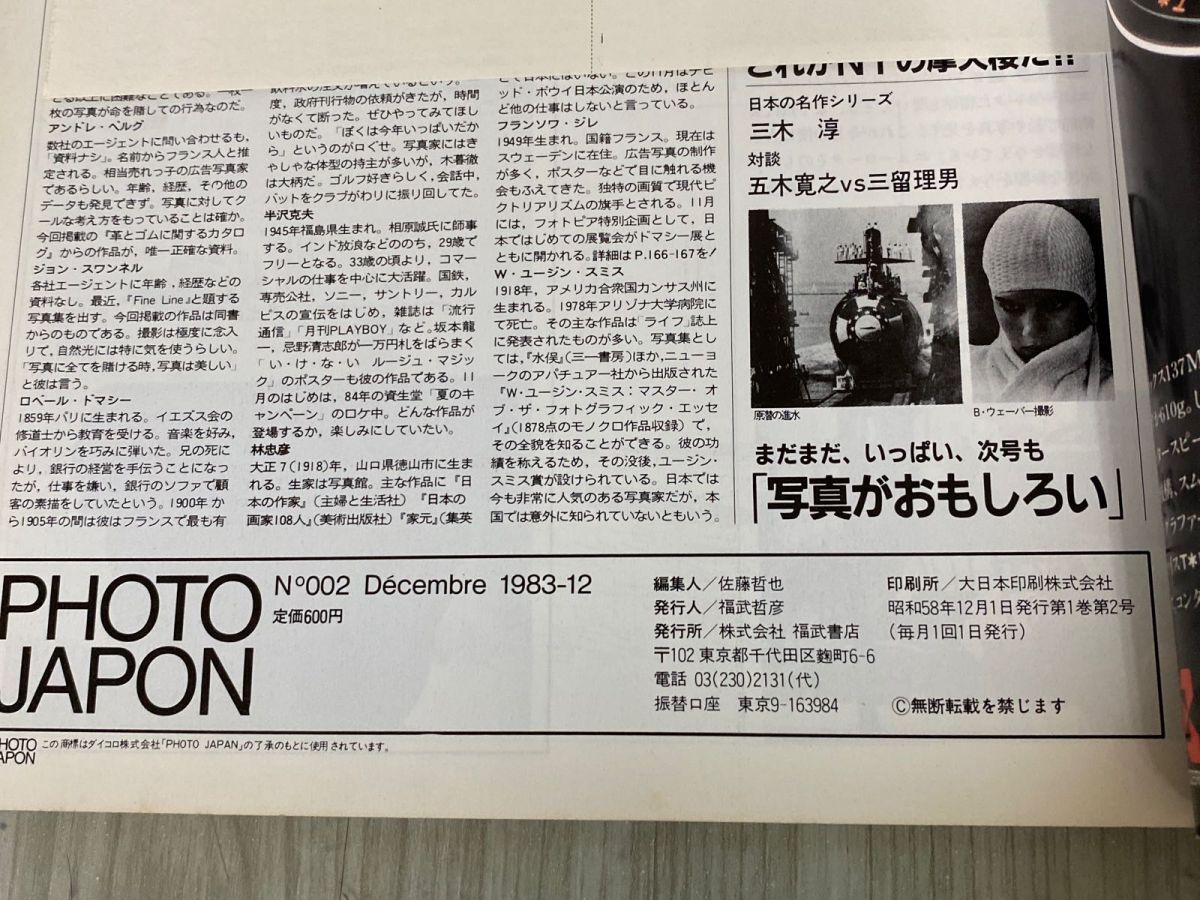 枚の写真が命を賭しての行為なのだ。
アンドレ・ベルグ
数社のエージェントに問い合わせるも、
「資料ナシ」。名前からフランス人と推
定される。相当売れっ子の広告写真家
であるらしい。年齢，経歴，その他の
データも発見できず。写真に対してク
ールな考え方をもっていることは確か。
今回掲載の『革とゴムに関するカタロ
グ』からの作品が，唯一正確な資料。
ジョン・スワンネル
各社エージェントに年齢，経歴などの
資料なし。最近，『Fine Line』と題する
写真集を出す。今回掲載の作品は同書
からのものである。撮影は極度に念入
りで，自然光には特に気を使うらしい。
「写真に全てを賭ける時，写真は美しい」
と彼は言う。
ロベール・ドマシー
1859年パリに生まれる。イエズス会の
修道士から教育を受ける。音楽を好み，
バイオリンを巧みに弾いた。兄の死に
より，銀行の経営を手伝うことになっ
たが，仕事を嫌い，銀行のソファで顧
客の素描をしていたという。1900年か
ら1905年の間は彼はフランスで最も有
度，政府刊行物の依頼がきたが，時間
がなくて断った。ぜひやってみてほし
いものだ。「ぼくは今年いっぱいだか
ら」というのがロぐせ。写真家にはき
ゃしゃな体型の持主が多いが，木暮徹
は大柄だ。ゴルフ好きらしく，会話中，
バットをクラブがわりに振り回してた。
半沢克夫
1945年福島県生まれ。相原誠氏に師事
する。インド放浪などののち，29歳で
フリーとなる。33歳の頃より，コマー
シャルの仕事を中心に大活躍。国鉄，
専売公社，ソニー，サントリー，カル
ピスの宣伝をはじめ，雑誌は「流行
通信」「月刊PLAYBOY」など。坂本龍
一，忌野清志郎が一万円札をばらまく
「い・け・な・い ルージュ・マジッ
ク」のポスターも彼の作品である。11
月のはじめは，84年の資生堂「夏のキ
ャンペーン」のロケ中。どんな作品が
登場するか，楽しみにしていたい。
林忠彦
大正7(1918)年，山口県徳山市に生ま
れる。生家は写真館。主な作品に『日
本の作家』(主婦と生活社)『日本の
画家108人』(美術出版社)『家元』(集英
とて日本にはいない。この11月はデビ
ッド・ボウイ日本公演のため，ほとん
ど他の仕事はしないと言っている。
フランソワ・ジレ
1949年生まれ。国籍フランス。現在は
スウェーデンに在住。広告写真の制作
が多く，ポスターなどで目に触れる機
会もふえてきた。独特の画質で現代ビ
クトリアリズムの旗手とされる。11月
には，フォトピア特別企画として，日
本ではじめての展覧会がドマシー展と
ともに開かれる。詳細はP.166-167を!
W・ユージン・スミス
1918年，アメリカ合衆国カンサス州に
生まれる。1978年アリゾナ大学病院に
て死亡。その主な作品は「ライフ」誌上
に発表されたものが多い。写真集とし
ては，『水俣』(三一書房)ほか，ニューヨ
ークのアパチュアー社から出版された
『W・ユージン・スミス：マスター・オ
ブ・ザ・フォトグラフィック・エッセ
イ』(1878点のモノクロ作品収録)で，
その全貌を知ることができる。彼の功
績を称えるため，その没後，ユージン・
スミス賞が設けられている。日本では
今も非常に人気のある写真家だが，本
国では意外に知られていないともいう。
これがNYの摩天楼だ!!
日本の名作シリーズ
三木 淳
対談
五木寛之vs三留理男
原潜の進水
B・ウェーバー撮影
まだまだ、いっぱい、次号も
「写真がおもしろい」
PHOTO
JAPON
N°002 Décembre 1983-12
定価600円
編集人／佐藤哲也
発行人／福武哲彦
発行所／株式会社 福武書店
〒102 東京都千代田区麹町6-6
電話 03(230)2131(代)
振替口座 東京9-163984
印刷所／大日本印刷株式会社
昭和58年12月1日発行第1巻第2号
(毎月1回1日発行)
©無断転載を禁じます
PHOTO
JAPON
この商標はダイコロ株式会社「PHOTO JAPAN」の了承のもとに使用されています。